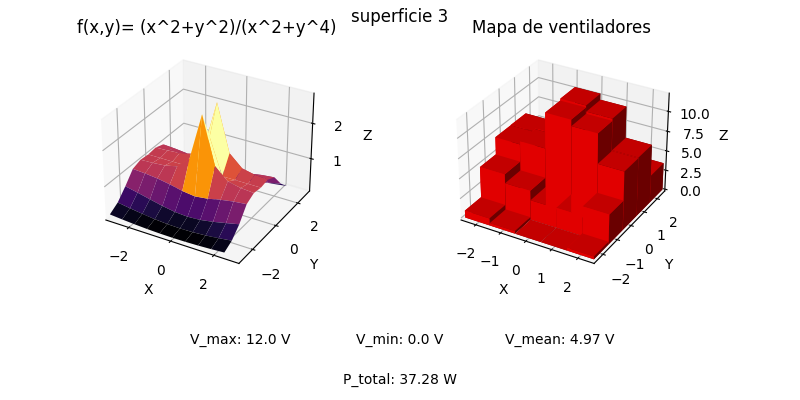 superficie 3
f(x,y)= (x^2+y^2)/(x^2+y^4)
Mapa de ventiladores
Z
2
1
−2
0
2
X
−2
0
2
Y
Z
10.0
7.5
5.0
2.5
0.0
−2
−1
0
1
2
X
−2
−1
0
1
2
Y
V_max: 12.0 V
V_min: 0.0 V
V_mean: 4.97 V
P_total: 37.28 W